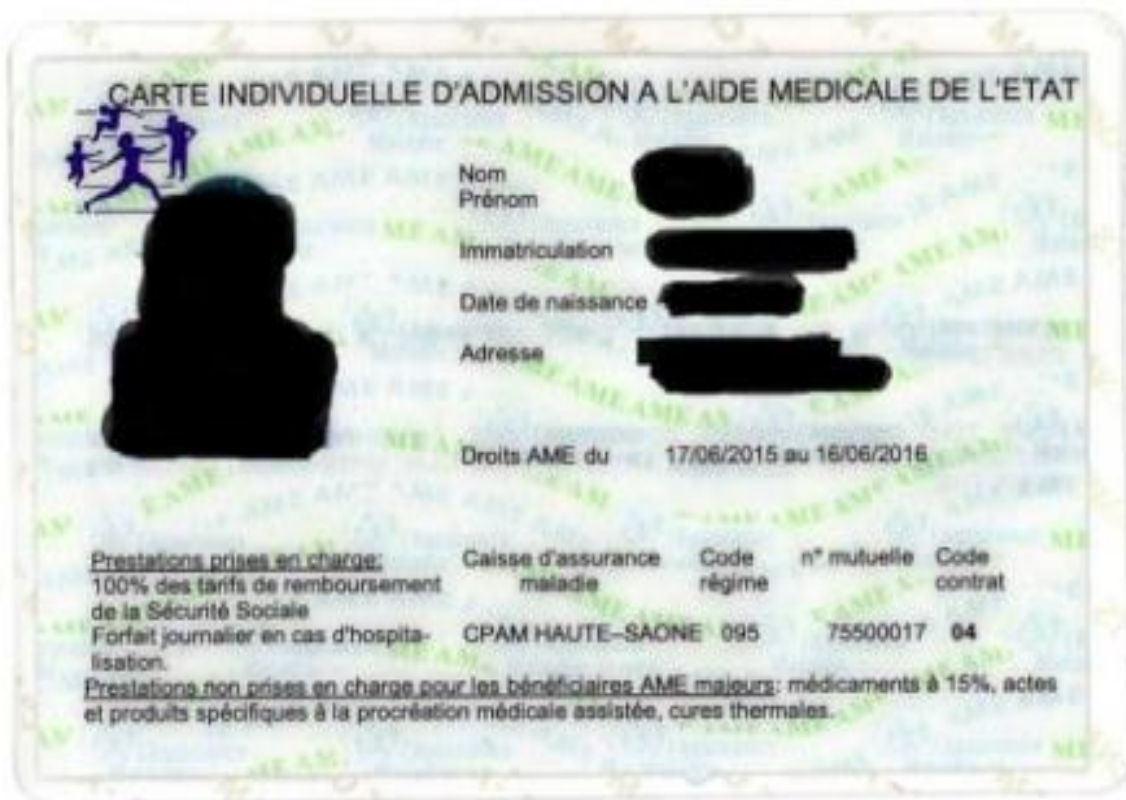 CARTE INDIVIDUELLE D'ADMISSION A L'AIDE MEDICALE DE L'ETAT
Nom
Prénom
Immatriculation
Date de naissance
Adresse
Droits AME du 17/06/2015 au 16/06/2016
Prestations prises en charge:
100% des tarifs de remboursement
de la Sécurité Sociale
Forfait journalier en cas d'hospita-
lisation.
Caisse d'assurance maladie
Code régime
n° mutuelle
Code contrat
CPAM HAUTE-SAONE 095 75500017 04
Prestations non prises en charge pour les bénéficiaires AME majeurs: médicaments à 15%, actes
et produits spécifiques à la procréation médicale assistée, cures thermales.